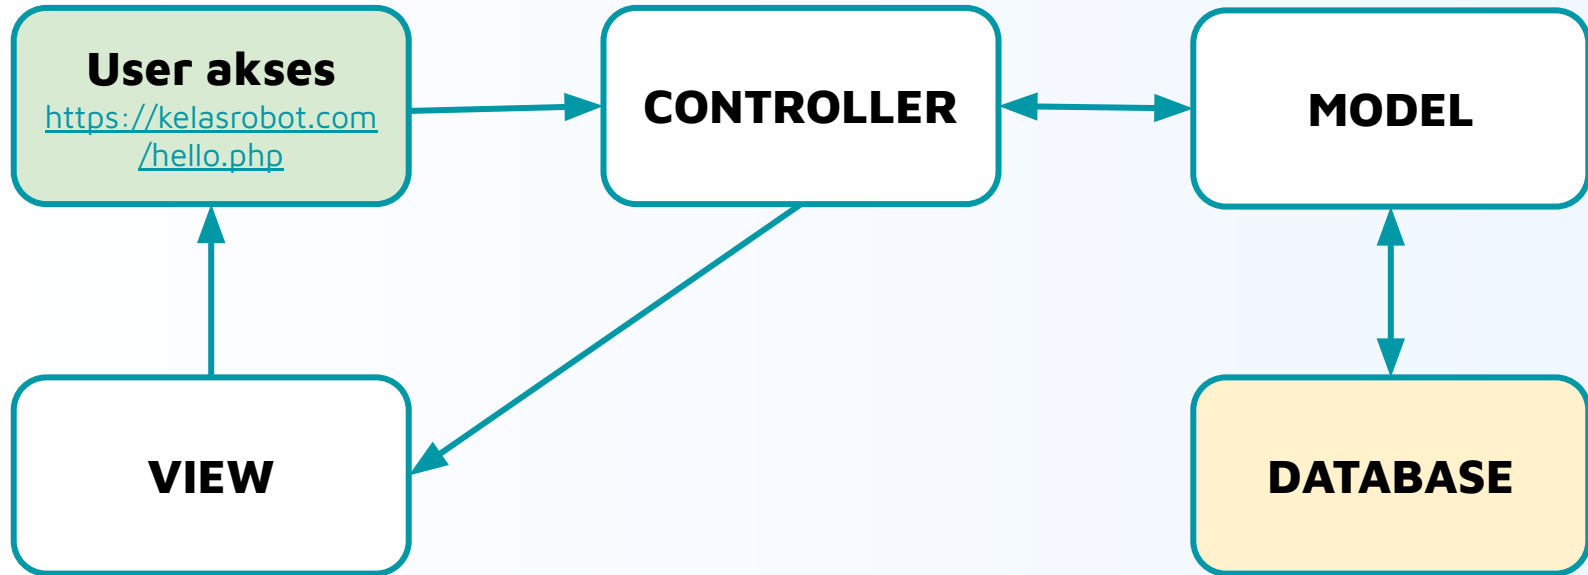 User akses
https://kelasrobot.com
/hello.php
CONTROLLER
MODEL
VIEW
DATABASE